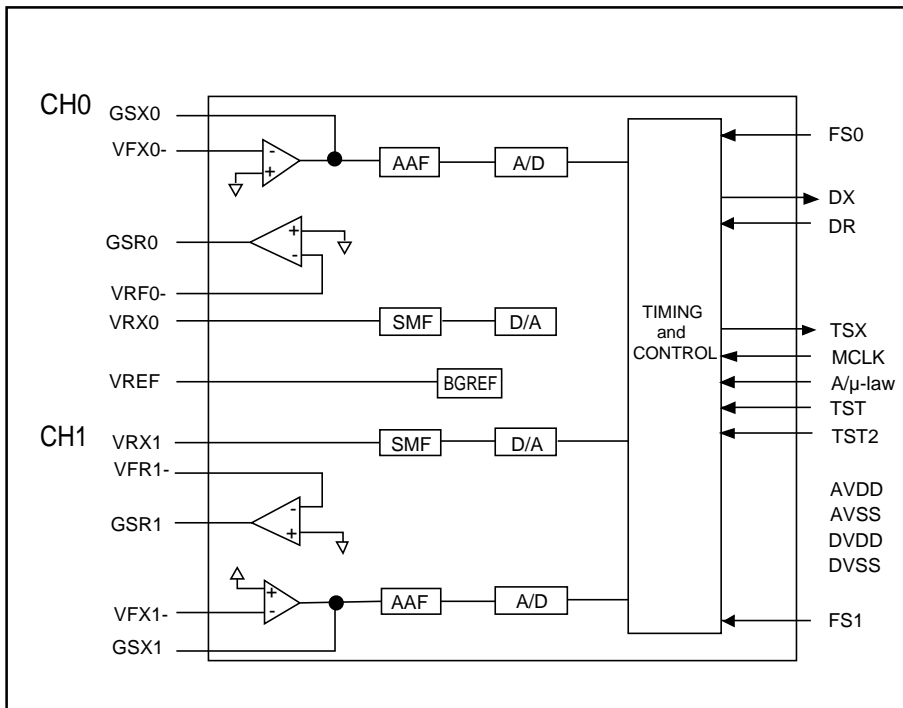 CH0
GSX0
VFX0-
-
+
AAF
A/D
FS0
DX
DR
GSR0
+
-
VRF0-
VRX0
SMF
D/A
TIMING
and
CONTROL
TSX
MCLK
A/µ-law
TST
TST2
VREF
BGREF
CH1
VRX1
SMF
D/A
VFR1-
-
+
GSR1
AVDD
AVSS
DVDD
DVSS
+
-
AAF
A/D
VFX1-
GSX1
FS1